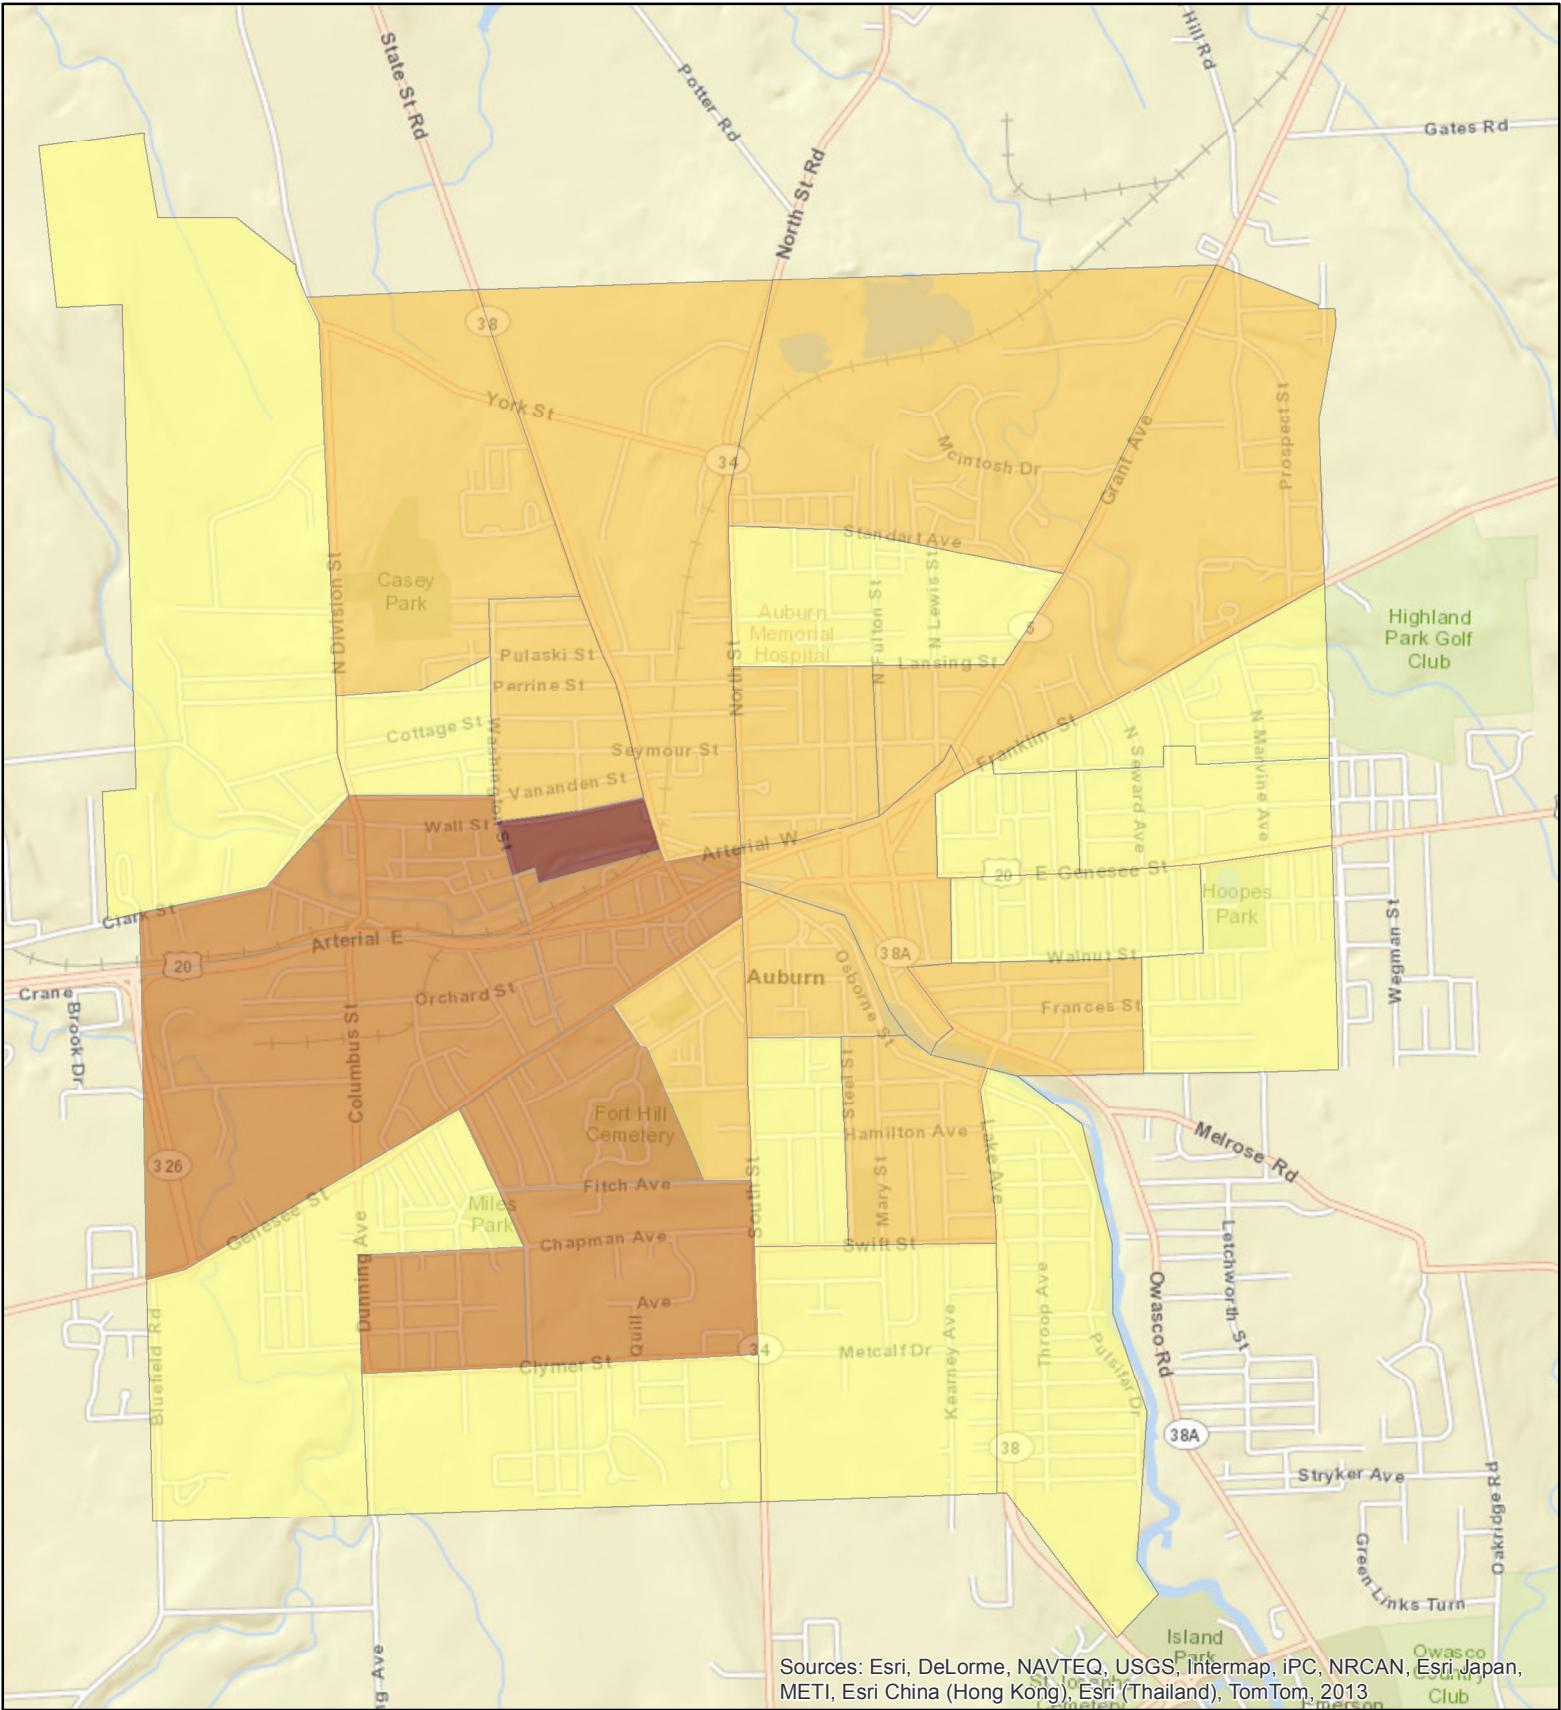 Hill Rd
State St Rd
Potter Rd
Gates Rd
North St Rd
38
York St
34
Mcintosh Dr
Grant Ave
Prospect St
Standart Ave
N Division St
Casey
Park
Auburn
Memorial
Hospital
N Fulton St
N Lewis St
5
Highland
Park Golf
Club
Pulaski St
Lansing St
Perrine St
North St
Cottage St
Washington St
Seymour St
Franklin St
N Seward Ave
N Marvine Ave
Vananden St
Wall St
Arterial W
20
E Genesee St
Hoopes
Park
Clark St
Arterial E
Walnut St
38A
Wegman St
20
Auburn
Osborne St
Crane
Brook Dr
Orchard St
Frances St
Columbus St
Steel St
Fort Hill
Cemetery
Hamilton Ave
Lake Ave
Melrose Rd
326
Fitch Ave
South St
Mary St
Miles
Park
Genesee St
Chapman Ave
Swift St
Letchworth St
Dunning Ave
Quill Ave
Throop Ave
Owasco Rd
Bluefield Rd
Clymer St
34
Metcalf Dr
Kearney Ave
Pulsifer Dr
38
38A
Stryker Ave
Oakridge Rd
Green Links Turn
Ave
Island
Park
Owasco
Country
Club
Sources: Esri, DeLorme, NAVTEQ, USGS, Intermap, iPC, NRCAN, Esri Japan,
METI, Esri China (Hong Kong), Esri (Thailand), TomTom, 2013
Cemetery
Emerson